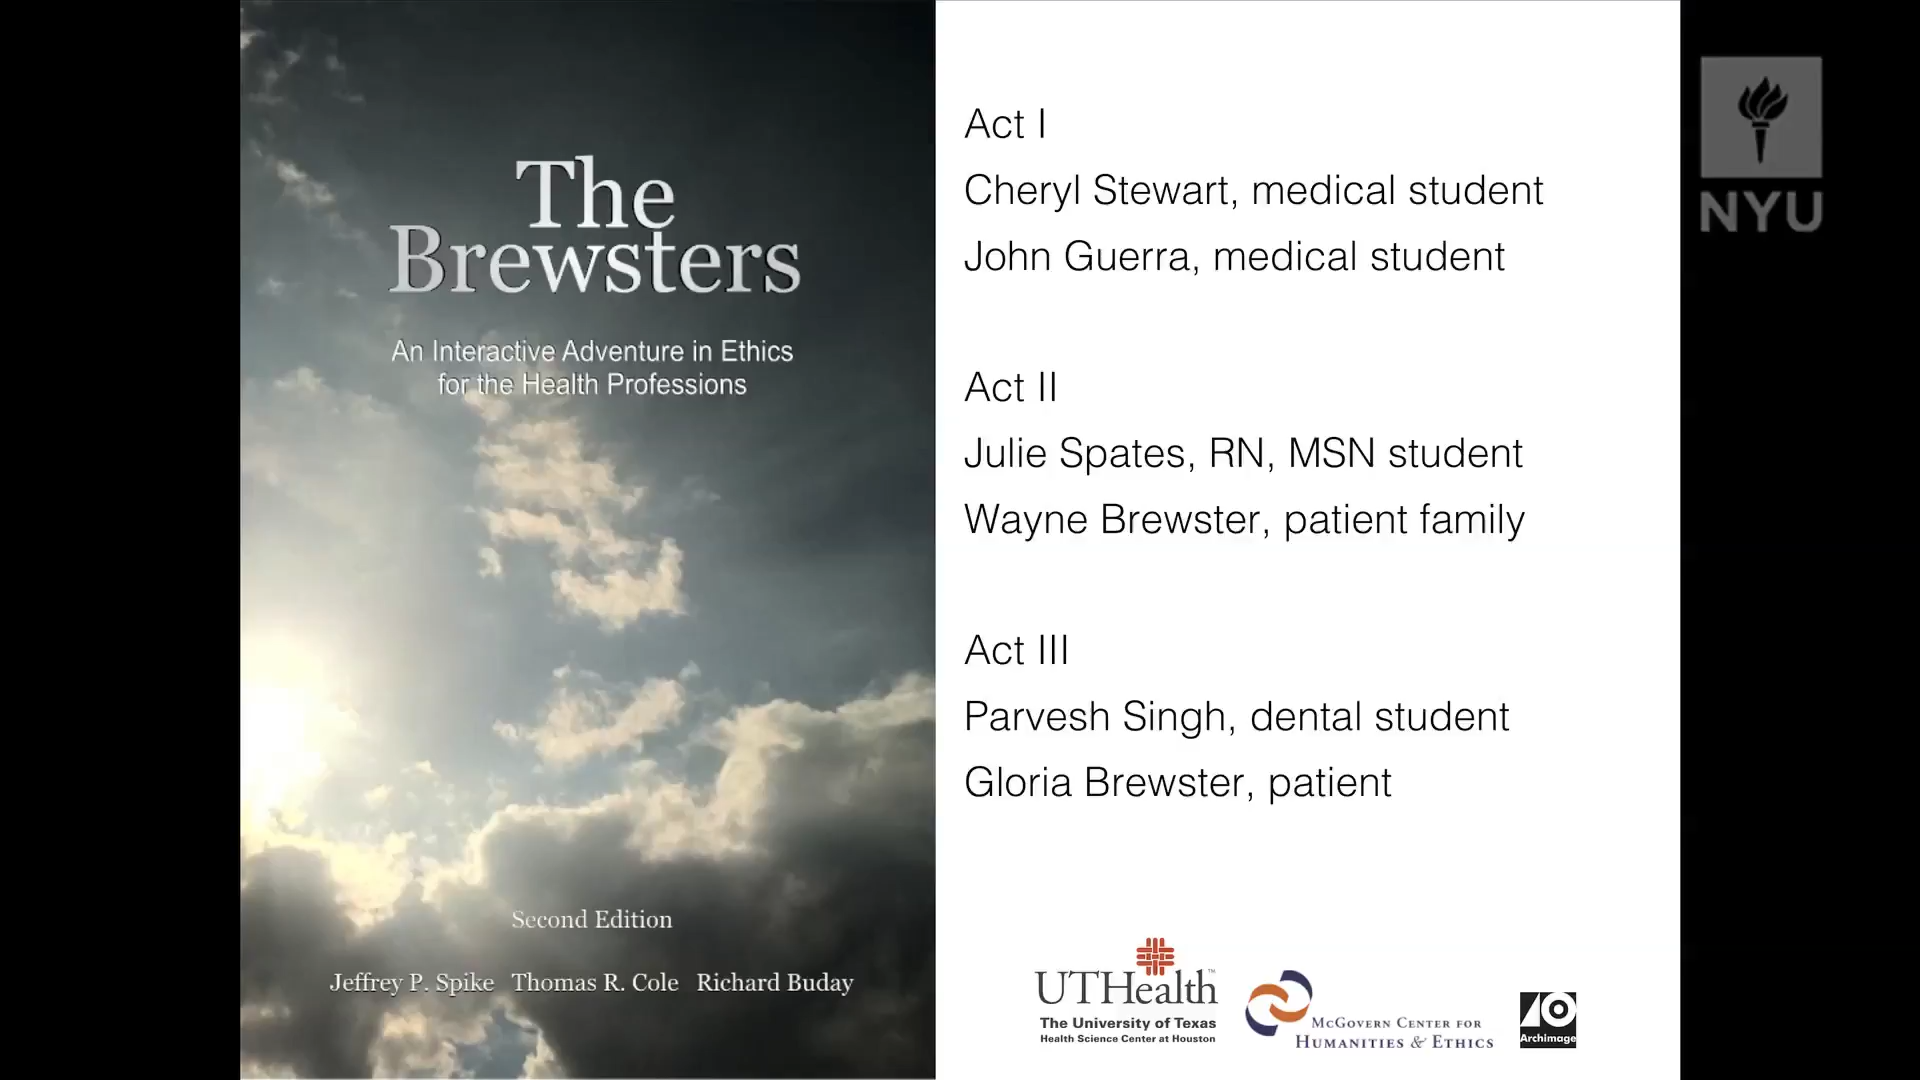 The
Brewsters
An Interactive Adventure in Ethics
for the Health Professions
Second Edition
Jeffrey P. Spike Thomas R. Cole Richard Buday
Act I
Cheryl Stewart, medical student
John Guerra, medical student
Act II
Julie Spates, RN, MSN student
Wayne Brewster, patient family
Act III
Parvesh Singh, dental student
Gloria Brewster, patient
UTHealth™
The University of Texas
Health Science Center at Houston
McGovern Center for
Humanities & Ethics
Archimage
NYU